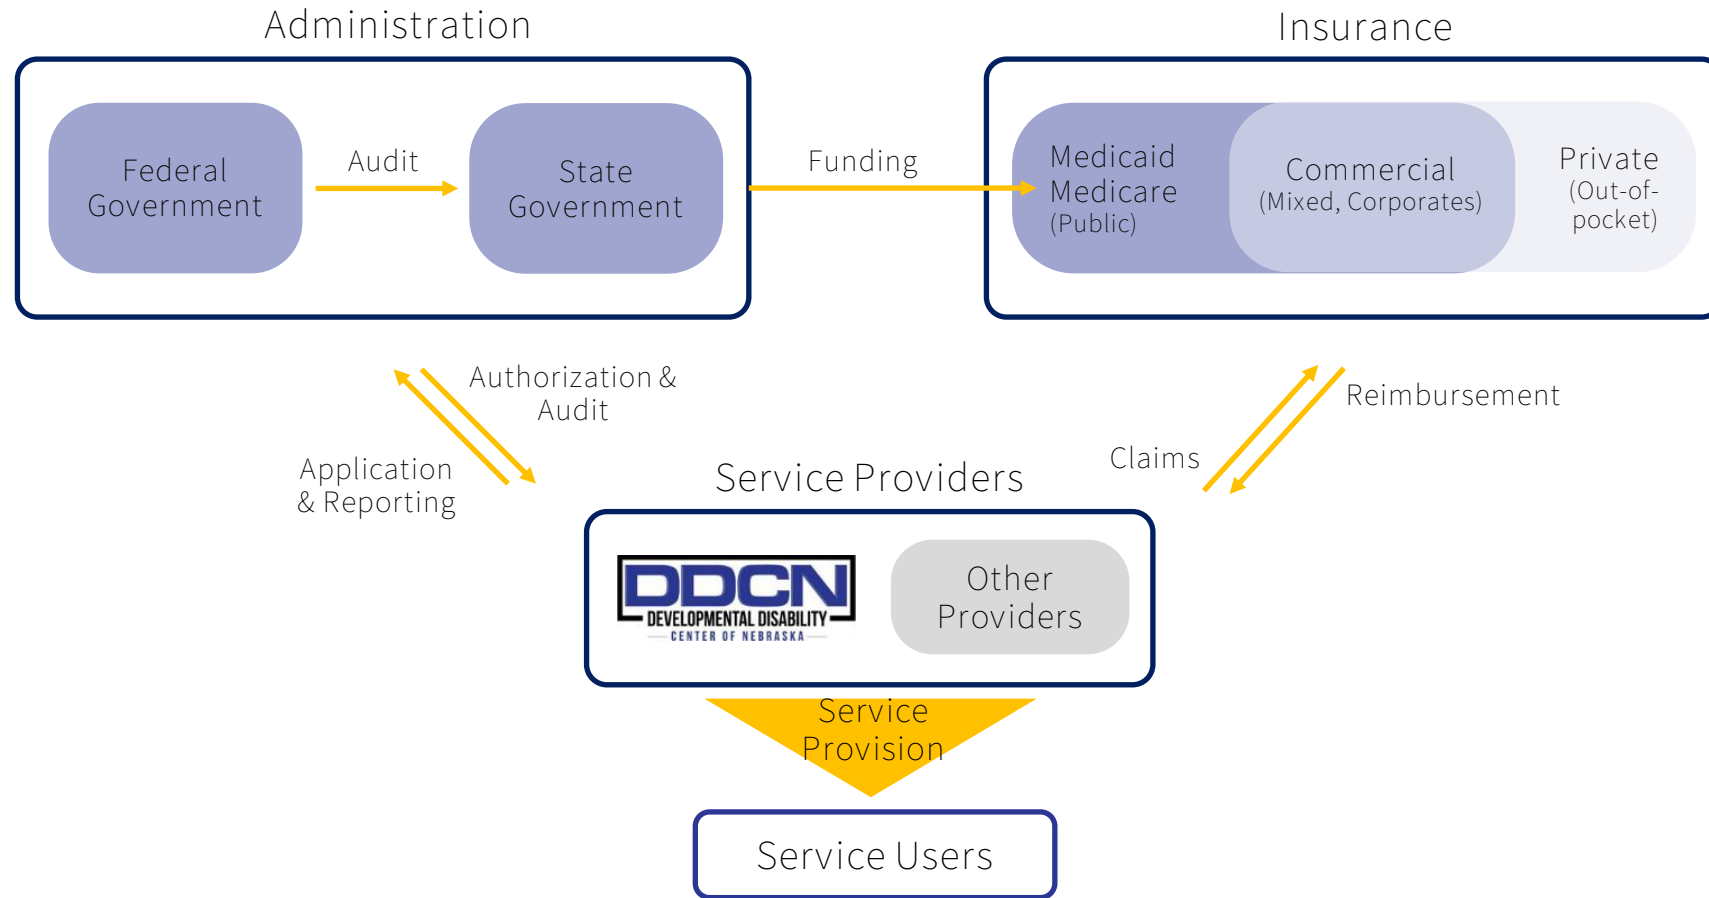 Administration
Insurance
Federal
Government
Audit
State
Government
Funding
Medicaid
Medicare
(Public)
Commercial
(Mixed, Corporates)
Private
(Out-of-
pocket)
Authorization &
Audit
Application
& Reporting
Reimbursement
Claims
Service Providers
DDCN
DEVELOPMENTAL DISABILITY
CENTER OF NEBRASKA
Other
Providers
Service
Provision
Service Users